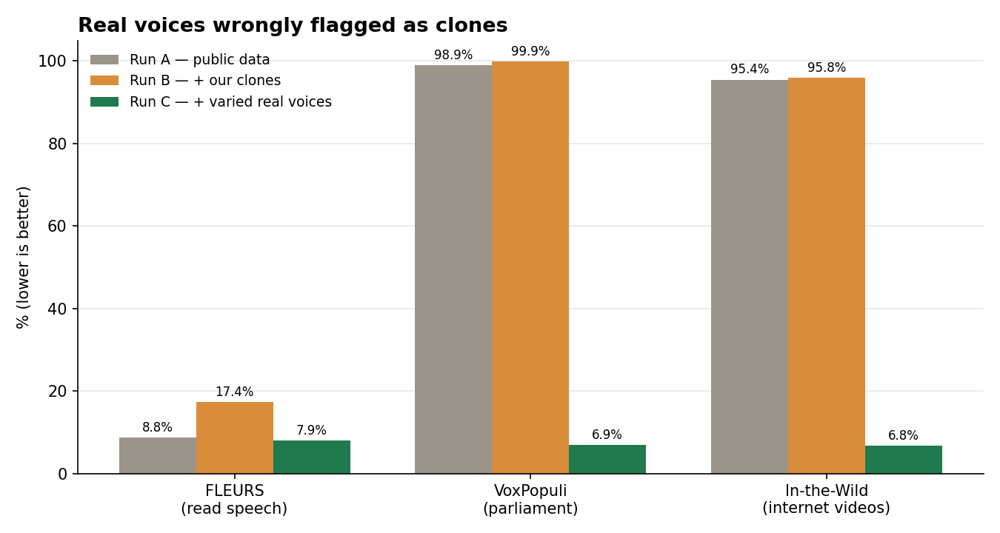 Real voices wrongly flagged as clones
% (lower is better)
100
80
60
40
20
0
Run A — public data
Run B — + our clones
Run C — + varied real voices
8.8%
17.4%
7.9%
98.9%
99.9%
6.9%
95.4%
95.8%
6.8%
FLEURS
(read speech)
VoxPopuli
(parliament)
In-the-Wild
(internet videos)